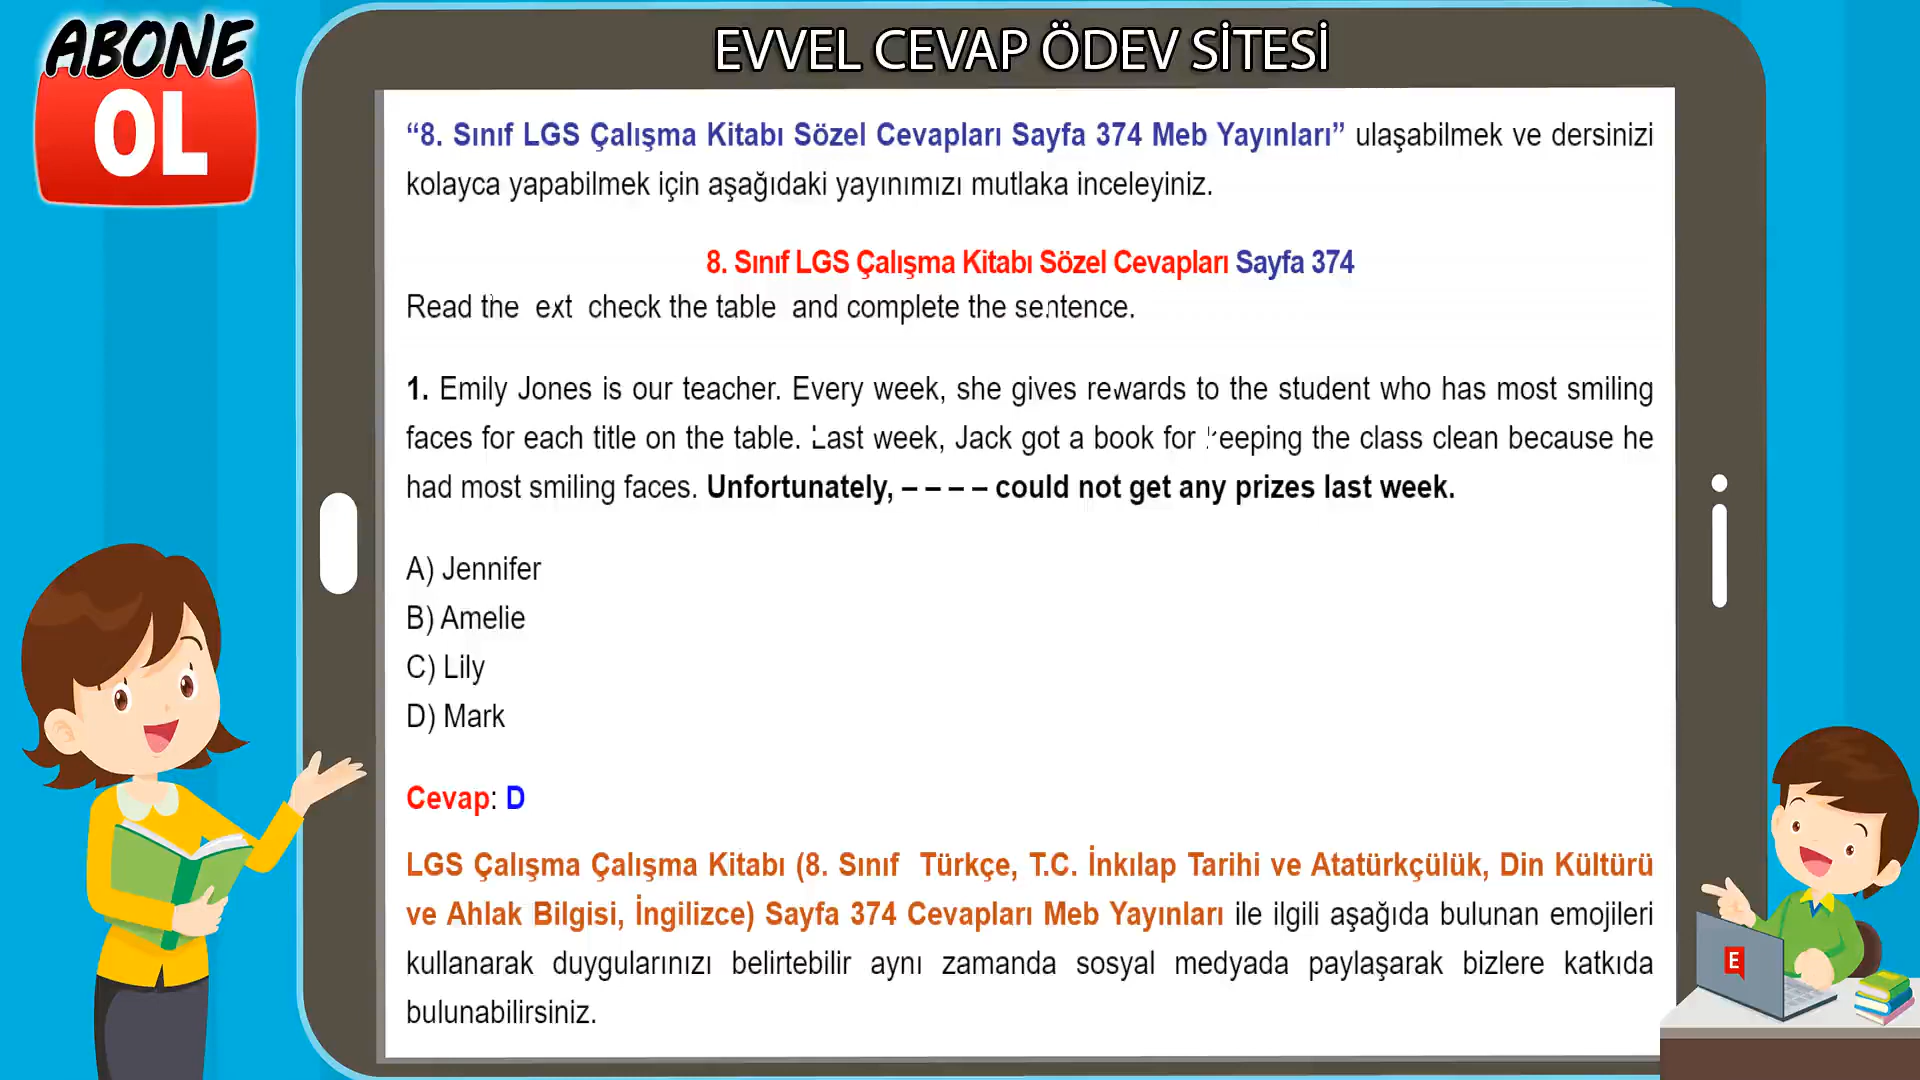 ABONE
OL
EVVEL CEVAP ÖDEV SİTESİ
“8. Sınıf LGS Çalışma Kitabı Sözel Cevapları Sayfa 374 Meb Yayınları” ulaşabilmek ve dersinizi
kolayca yapabilmek için aşağıdaki yayınımızı mutlaka inceleyiniz.
8. Sınıf LGS Çalışma Kitabı Sözel Cevapları Sayfa 374
Read the ext check the table and complete the sentence.
1. Emily Jones is our teacher. Every week, she gives rewards to the student who has most smiling
faces for each title on the table. Last week, Jack got a book for keeping the class clean because he
had most smiling faces. Unfortunately, – – – – could not get any prizes last week.
A) Jennifer
B) Amelie
C) Lily
D) Mark
Cevap: D
LGS Çalışma Çalışma Kitabı (8. Sınıf Türkçe, T.C. İnkılap Tarihi ve Atatürkçülük, Din Kültürü
ve Ahlak Bilgisi, İngilizce) Sayfa 374 Cevapları Meb Yayınları ile ilgili aşağıda bulunan emojileri
kullanarak duygularınızı belirtebilir aynı zamanda sosyal medyada paylaşarak bizlere katkıda
bulunabilirsiniz.
E